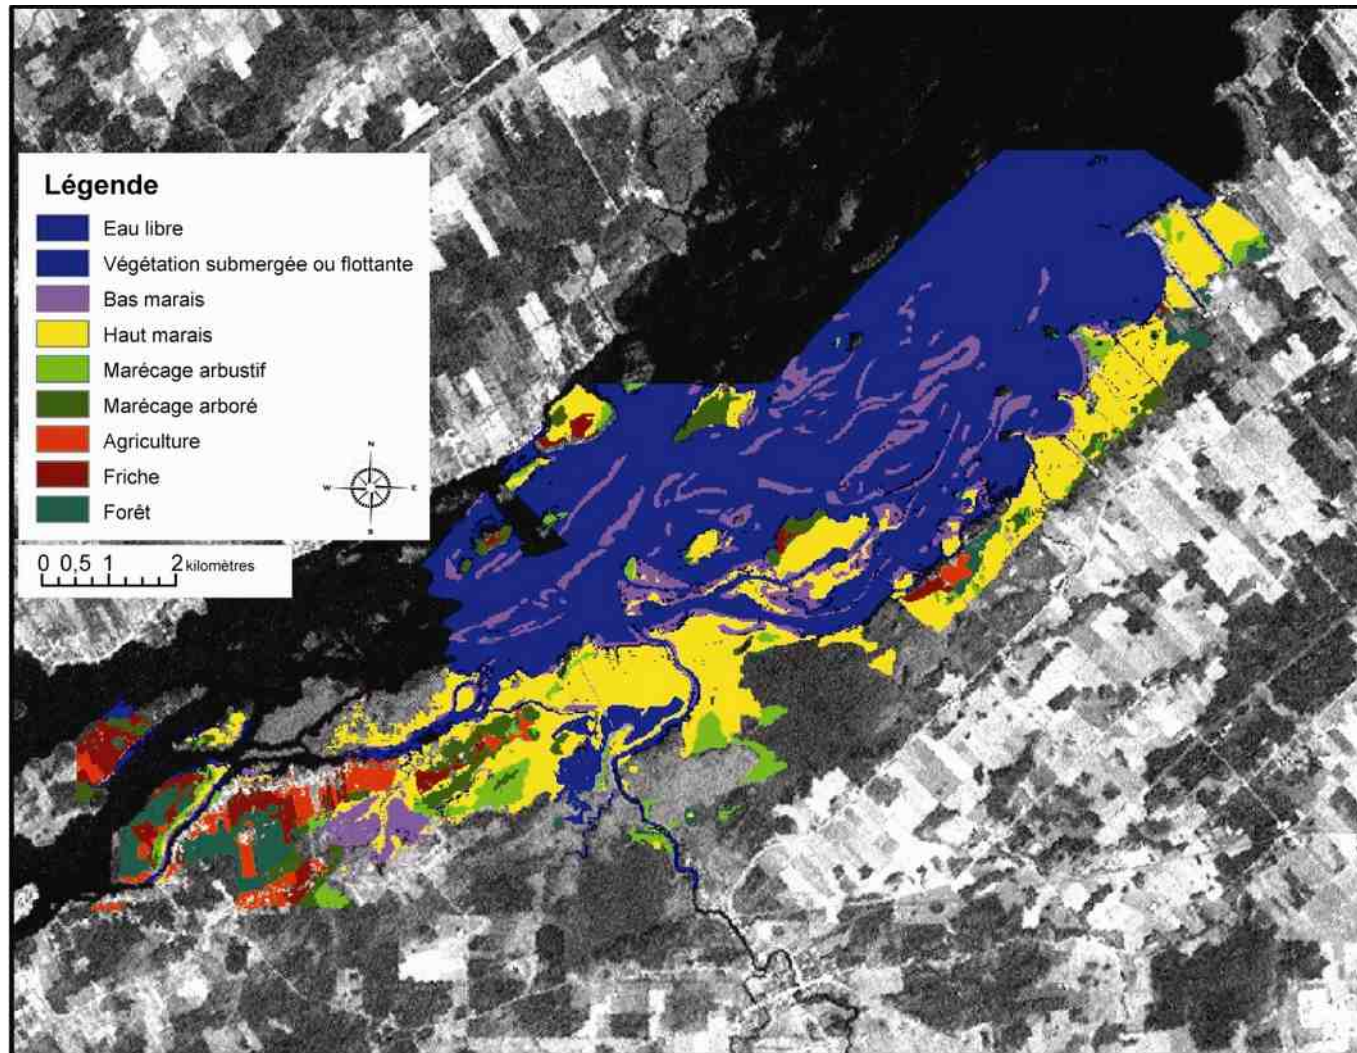 Légende
Eau libre
Végétation submergée ou flottante
Bas marais
Haut marais
Marécage arbustif
Marécage arboré
Agriculture
Friche
Forêt
N
W E
S
0 0,5 1 2 kilomètres